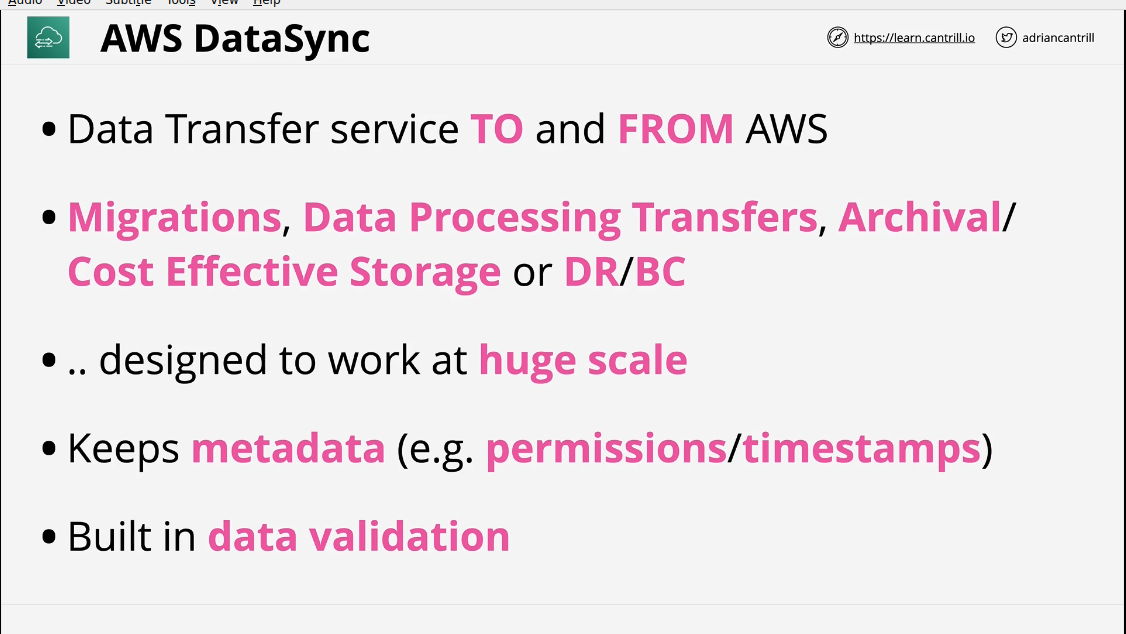 Audio Video Subtitle Tools View Help
AWS DataSync
https://learn.cantrill.io
adriancantrill
• Data Transfer service TO and FROM AWS
• Migrations, Data Processing Transfers, Archival/
Cost Effective Storage or DR/BC
• .. designed to work at huge scale
• Keeps metadata (e.g. permissions/timestamps)
• Built in data validation